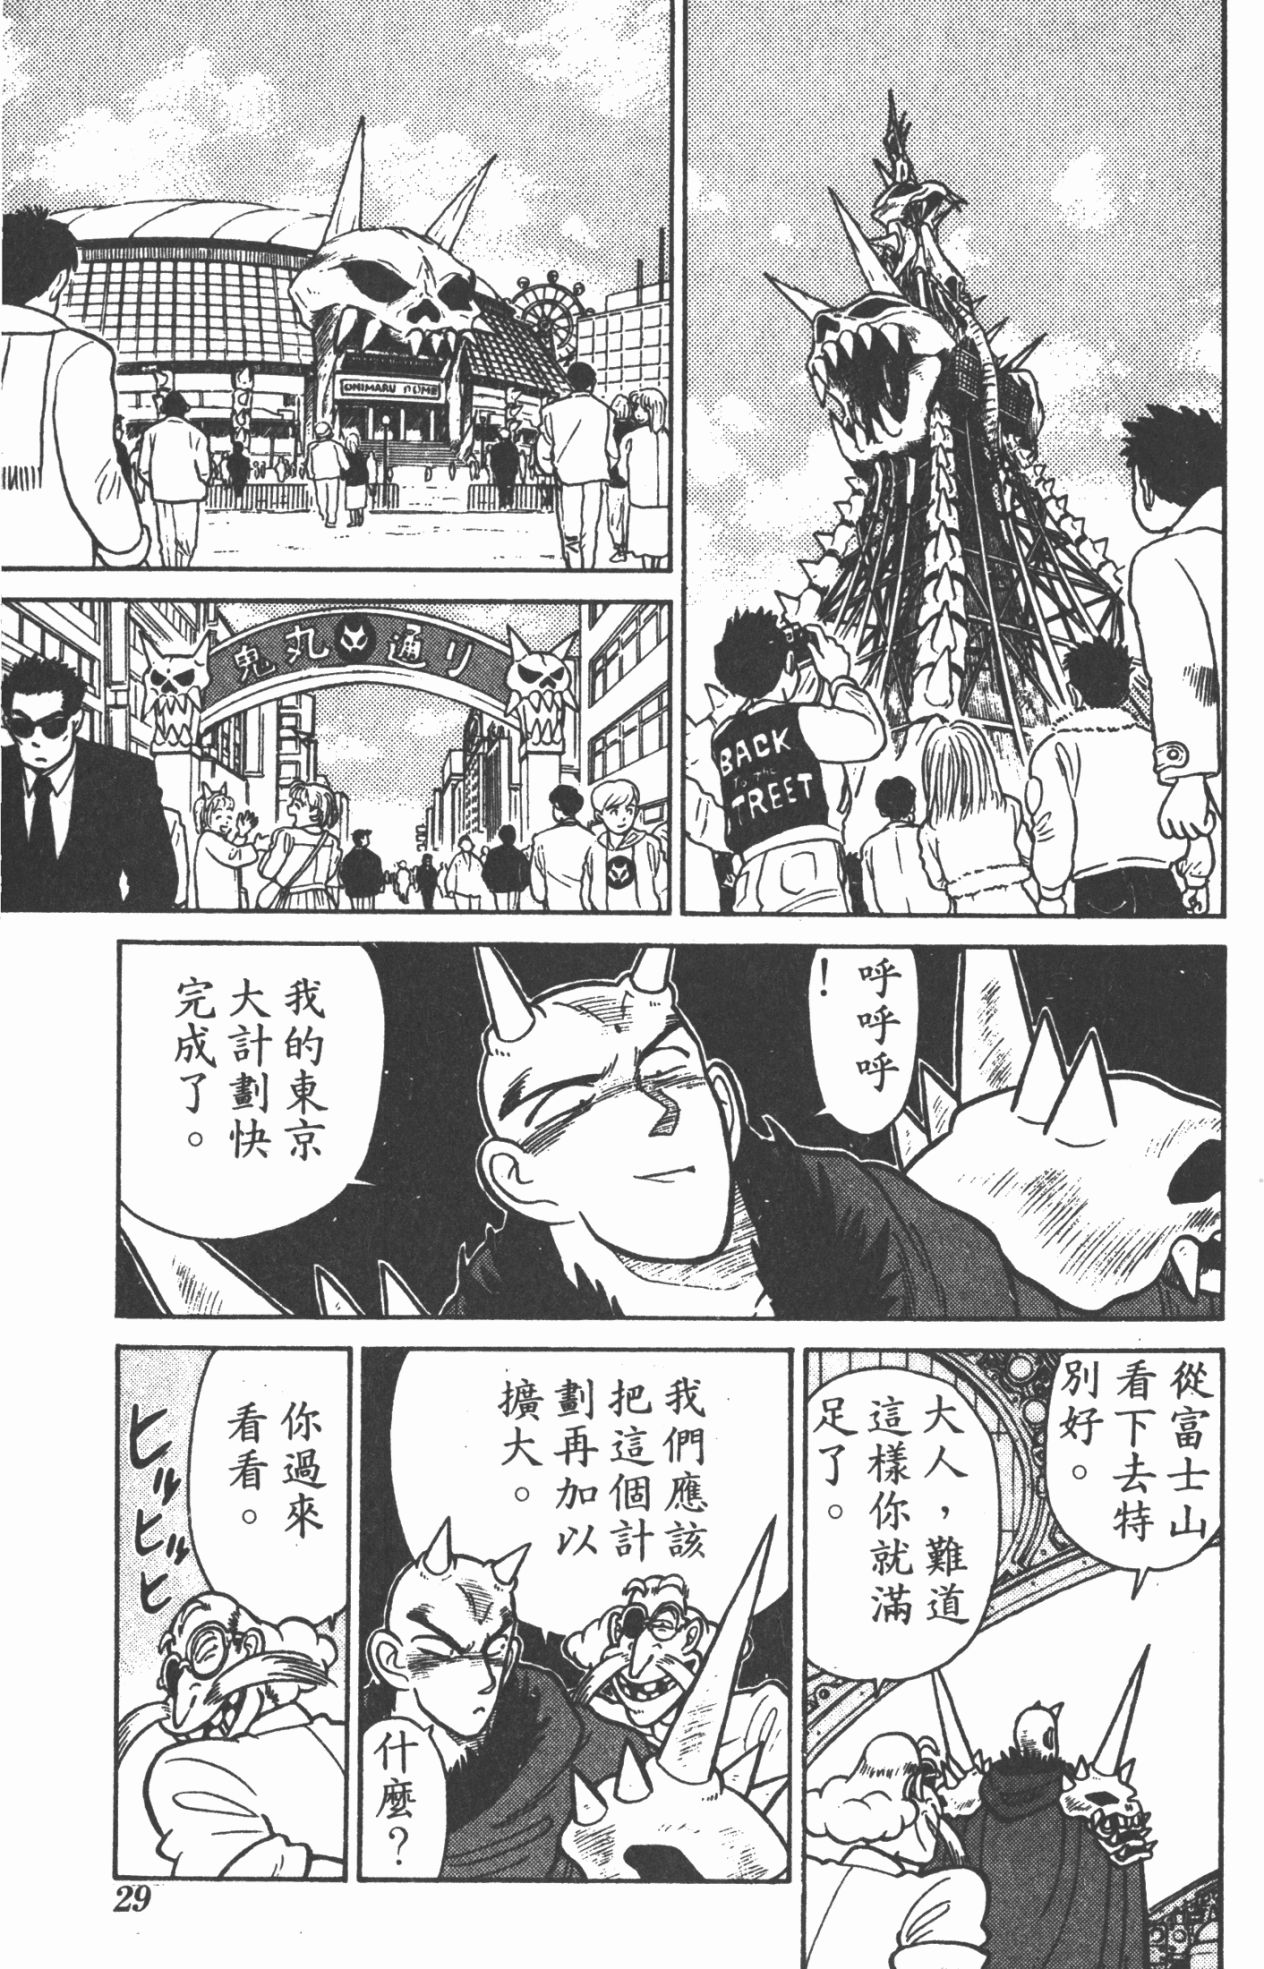 BACK
TO THE
STREET
ONIMARU DOME
鬼丸通り
呼呼呼
！
我的東京
大計劃快
完成了。
從富士山
看下去特
別好。
大人，難道
這樣你就滿
足了。
我們應該
把這個計
劃再加以
擴大。
什麼？
你過來
看看。
ヒッヒッヒ
29